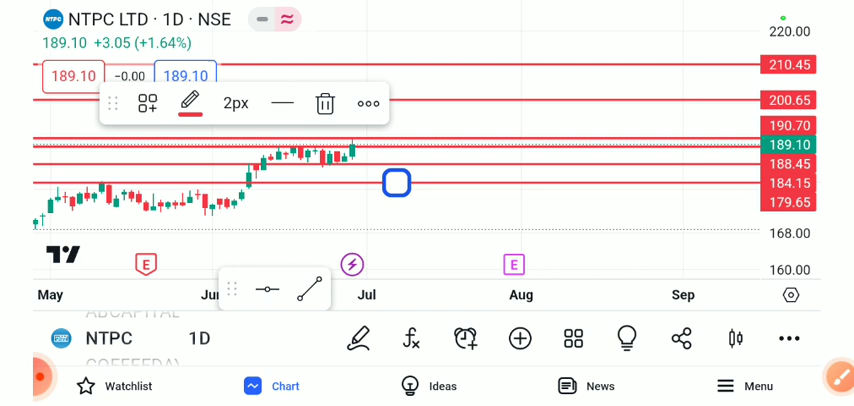 NTPC NTPC LTD · 1D · NSE
189.10 +3.05 (+1.64%)
189.10 −0.00 189.10
2px
220.00
210.45
200.65
190.70
189.10
188.45
184.15
179.65
168.00
160.00
E
E
May
Jul
Aug
Sep
ABCAPITAL
NTPC 1D
Watchlist
Chart
Ideas
News
Menu